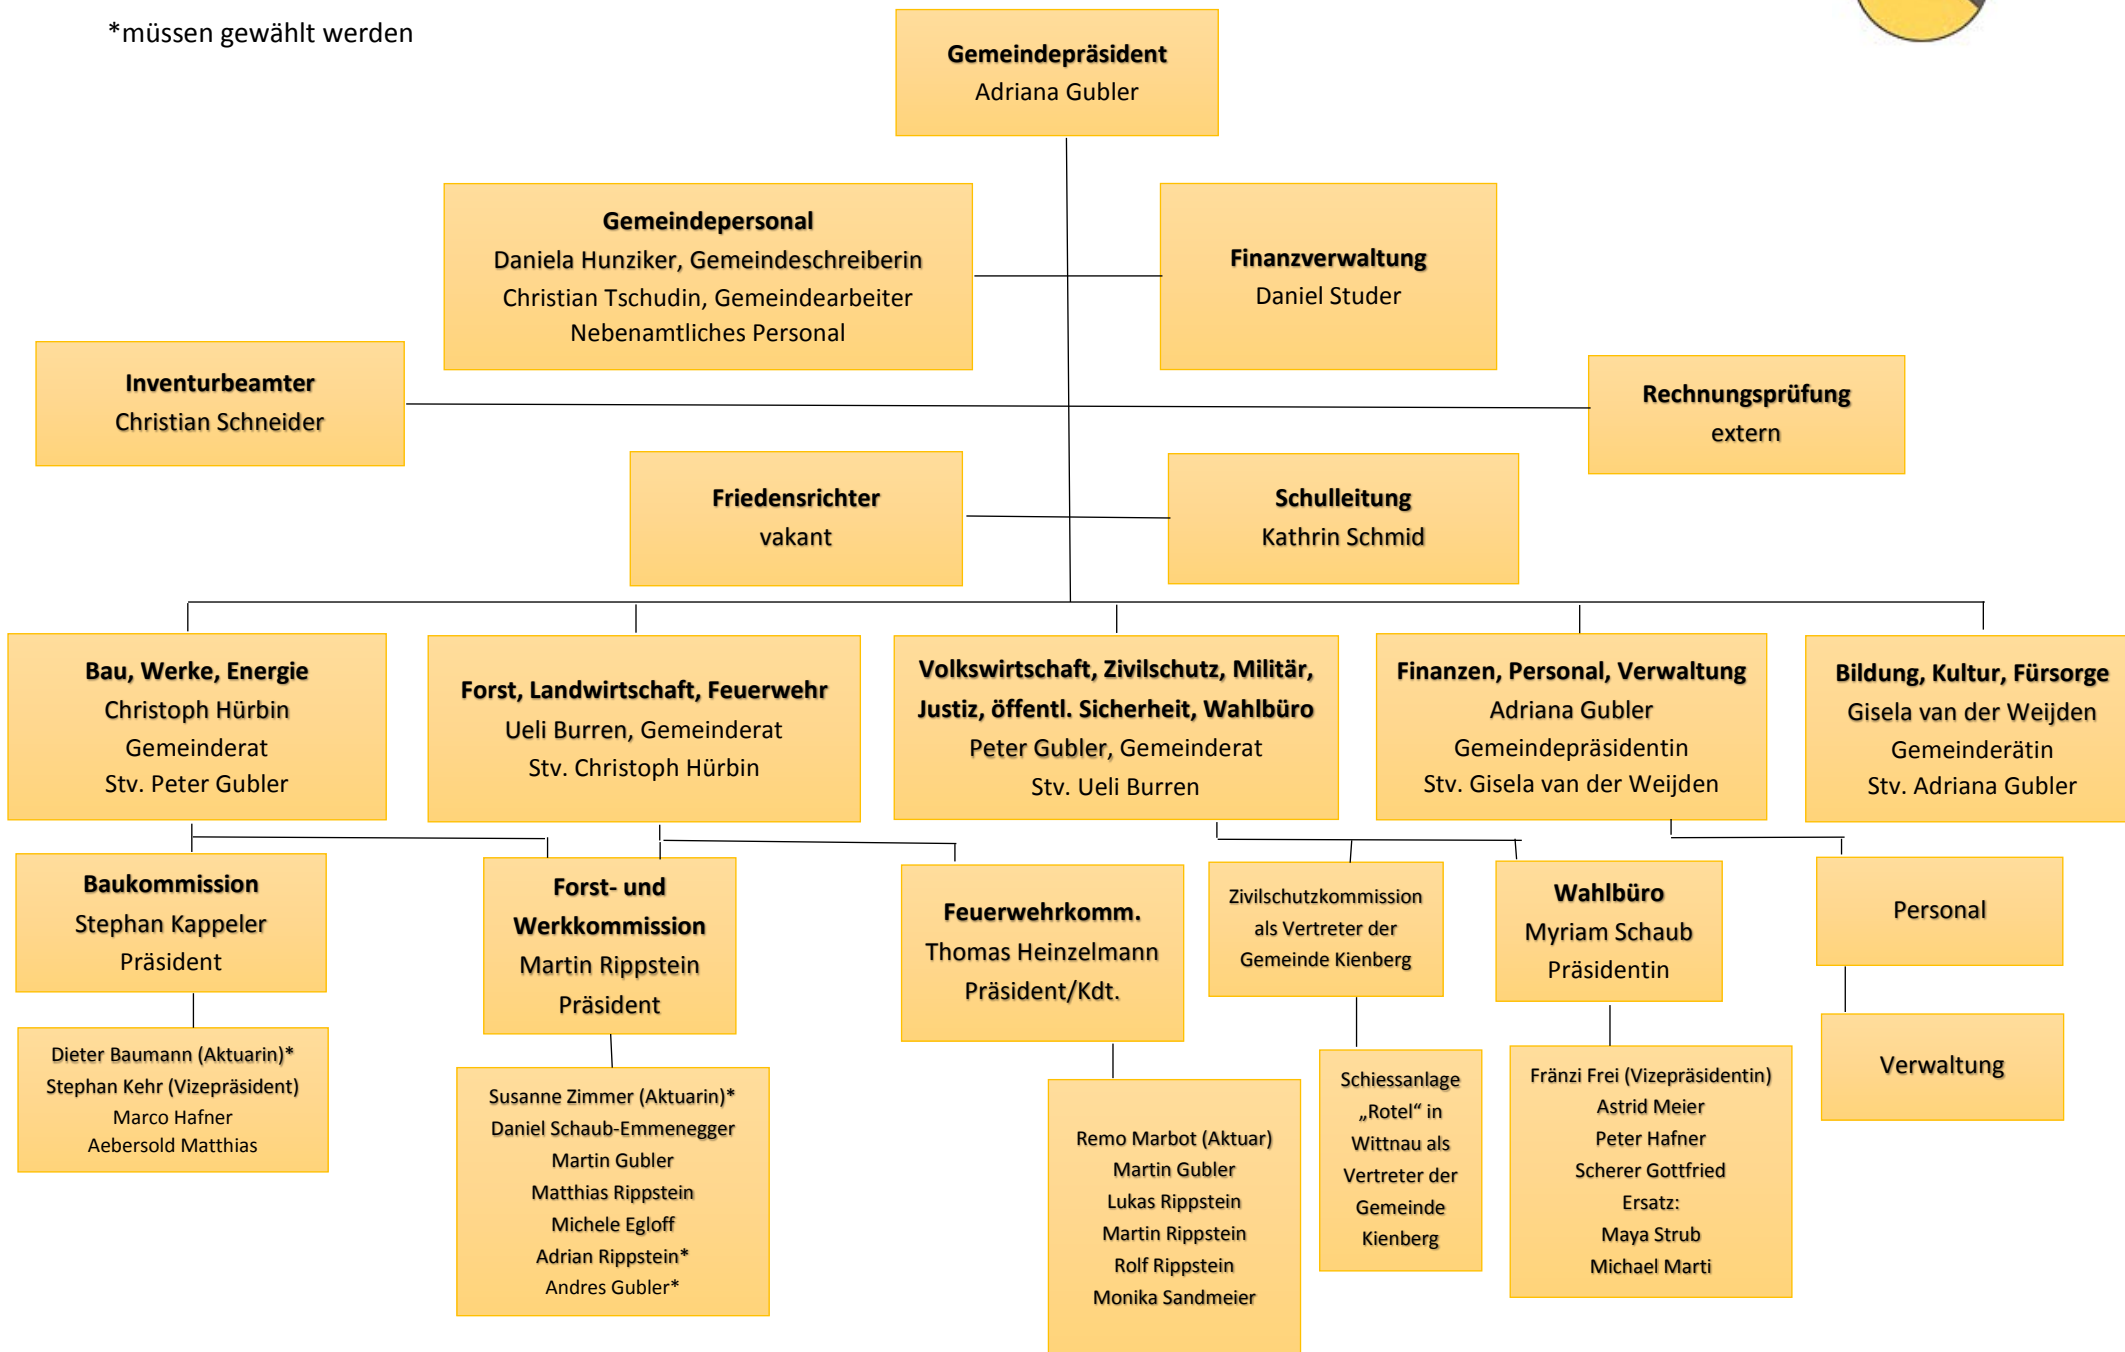 *müssen gewählt werden
Gemeindepräsident
Adriana Gubler
Gemeindepersonal
Daniela Hunziker, Gemeindeschreiberin
Christian Tschudin, Gemeindearbeiter
Nebenamtliches Personal
Finanzverwaltung
Daniel Studer
Inventurbeamter
Christian Schneider
Rechnungsprüfung
extern
Friedensrichter
vakant
Schulleitung
Kathrin Schmid
Bau, Werke, Energie
Christoph Hürbin
Gemeinderat
Stv. Peter Gubler
Forst, Landwirtschaft, Feuerwehr
Ueli Burren, Gemeinderat
Stv. Christoph Hürbin
Volkswirtschaft, Zivilschutz, Militär,
Justiz, öffentl. Sicherheit, Wahlbüro
Peter Gubler, Gemeinderat
Stv. Ueli Burren
Finanzen, Personal, Verwaltung
Adriana Gubler
Gemeindepräsidentin
Stv. Gisela van der Weijden
Bildung, Kultur, Fürsorge
Gisela van der Weijden
Gemeinderätin
Stv. Adriana Gubler
Baukommission
Stephan Kappeler
Präsident
Forst- und
Werkkommission
Martin Rippstein
Präsident
Feuerwehrkomm.
Thomas Heinzelmann
Präsident/Kdt.
Zivilschutzkommission
als Vertreter der
Gemeinde Kienberg
Wahlbüro
Myriam Schaub
Präsidentin
Personal
Dieter Baumann (Aktuarin)*
Stephan Kehr (Vizepräsident)
Marco Hafner
Aebersold Matthias
Susanne Zimmer (Aktuarin)*
Daniel Schaub-Emmenegger
Martin Gubler
Matthias Rippstein
Michele Egloff
Adrian Rippstein*
Andres Gubler*
Remo Marbot (Aktuar)
Martin Gubler
Lukas Rippstein
Martin Rippstein
Rolf Rippstein
Monika Sandmeier
Schiessanlage
„Rotel“ in
Wittnau als
Vertreter der
Gemeinde
Kienberg
Fränzi Frei (Vizepräsidentin)
Astrid Meier
Peter Hafner
Scherer Gottfried
Ersatz:
Maya Strub
Michael Marti
Verwaltung